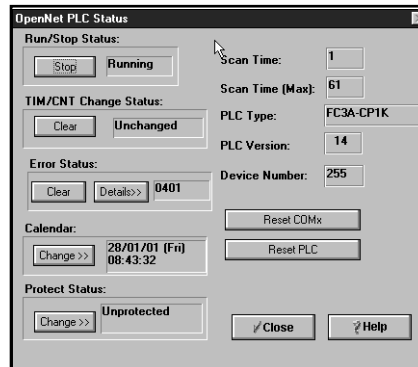 OpenNet PLC Status
Run/Stop Status:
Stop
Running
TIM/CNT Change Status:
Clear
Unchanged
Error Status:
Clear
Details>>
0401
Calendar:
Change >>
28/01/01 (Fri)
08:43:32
Protect Status:
Change >>
Unprotected
Scan Time:
1
Scan Time (Max):
61
PLC Type:
FC3A-CP1K
PLC Version:
14
Device Number:
255
Reset COMx
Reset PLC
Close
? Help